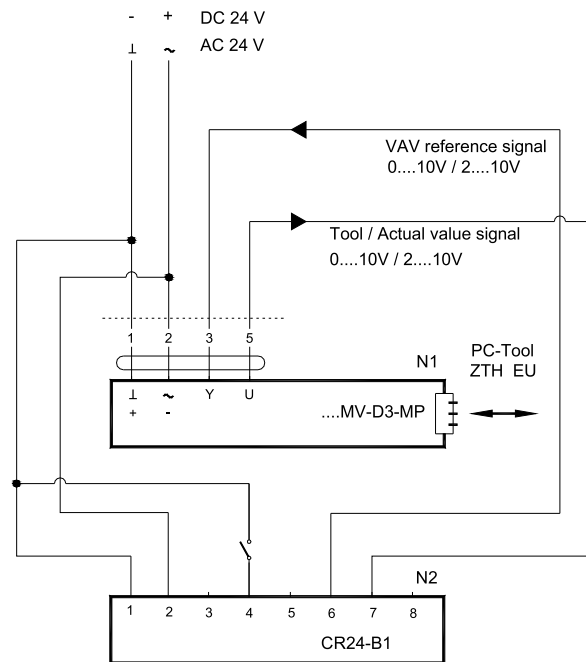 - + DC 24 V
⊥ ~ AC 24 V
VAV reference signal
0....10V / 2....10V
Tool / Actual value signal
0....10V / 2....10V
1 2 3 5
N1
PC-Tool
ZTH EU
⊥ ~ Y U
+ -
....MV-D3-MP
N2
1 2 3 4 5 6 7 8
CR24-B1